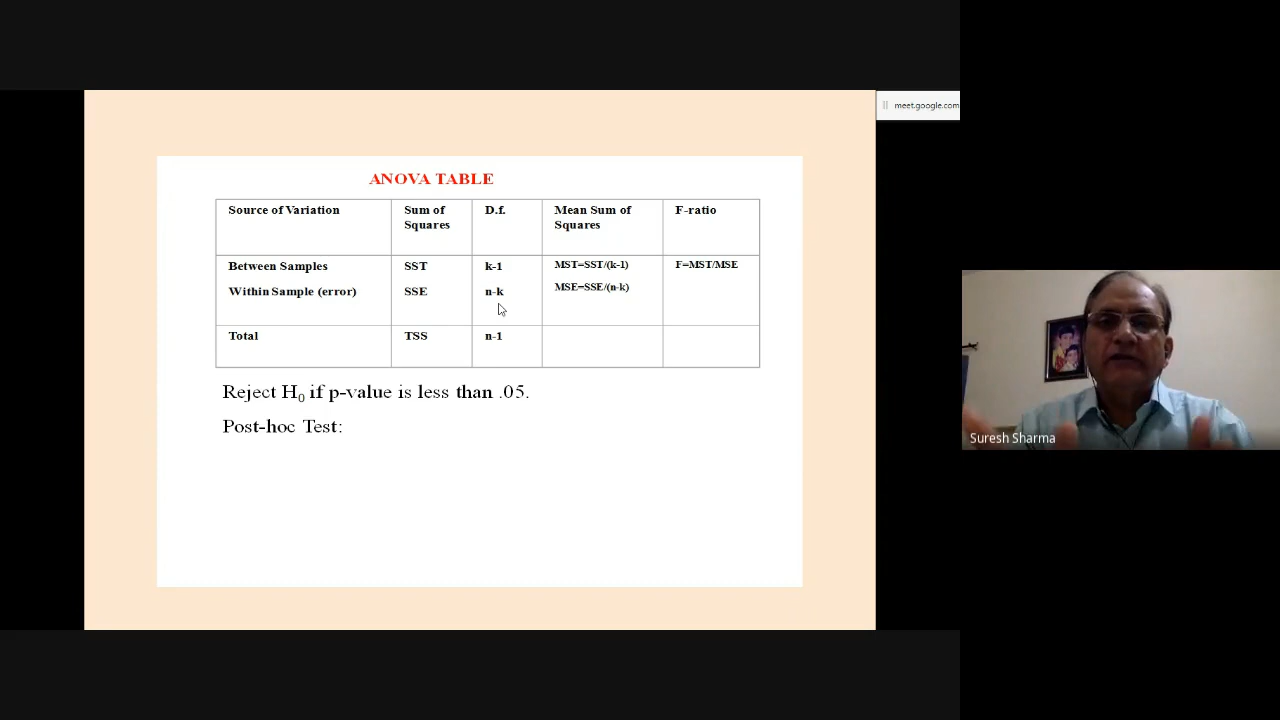 meet.google.com
ANOVA TABLE
Source of Variation Sum of Squares D.f. Mean Sum of Squares F-ratio
Between Samples SST k-1 MST=SST/(k-1) F=MST/MSE
Within Sample (error) SSE n-k MSE=SSE/(n-k)
Total TSS n-1
Reject H0 if p-value is less than .05.
Post-hoc Test:
Suresh Sharma